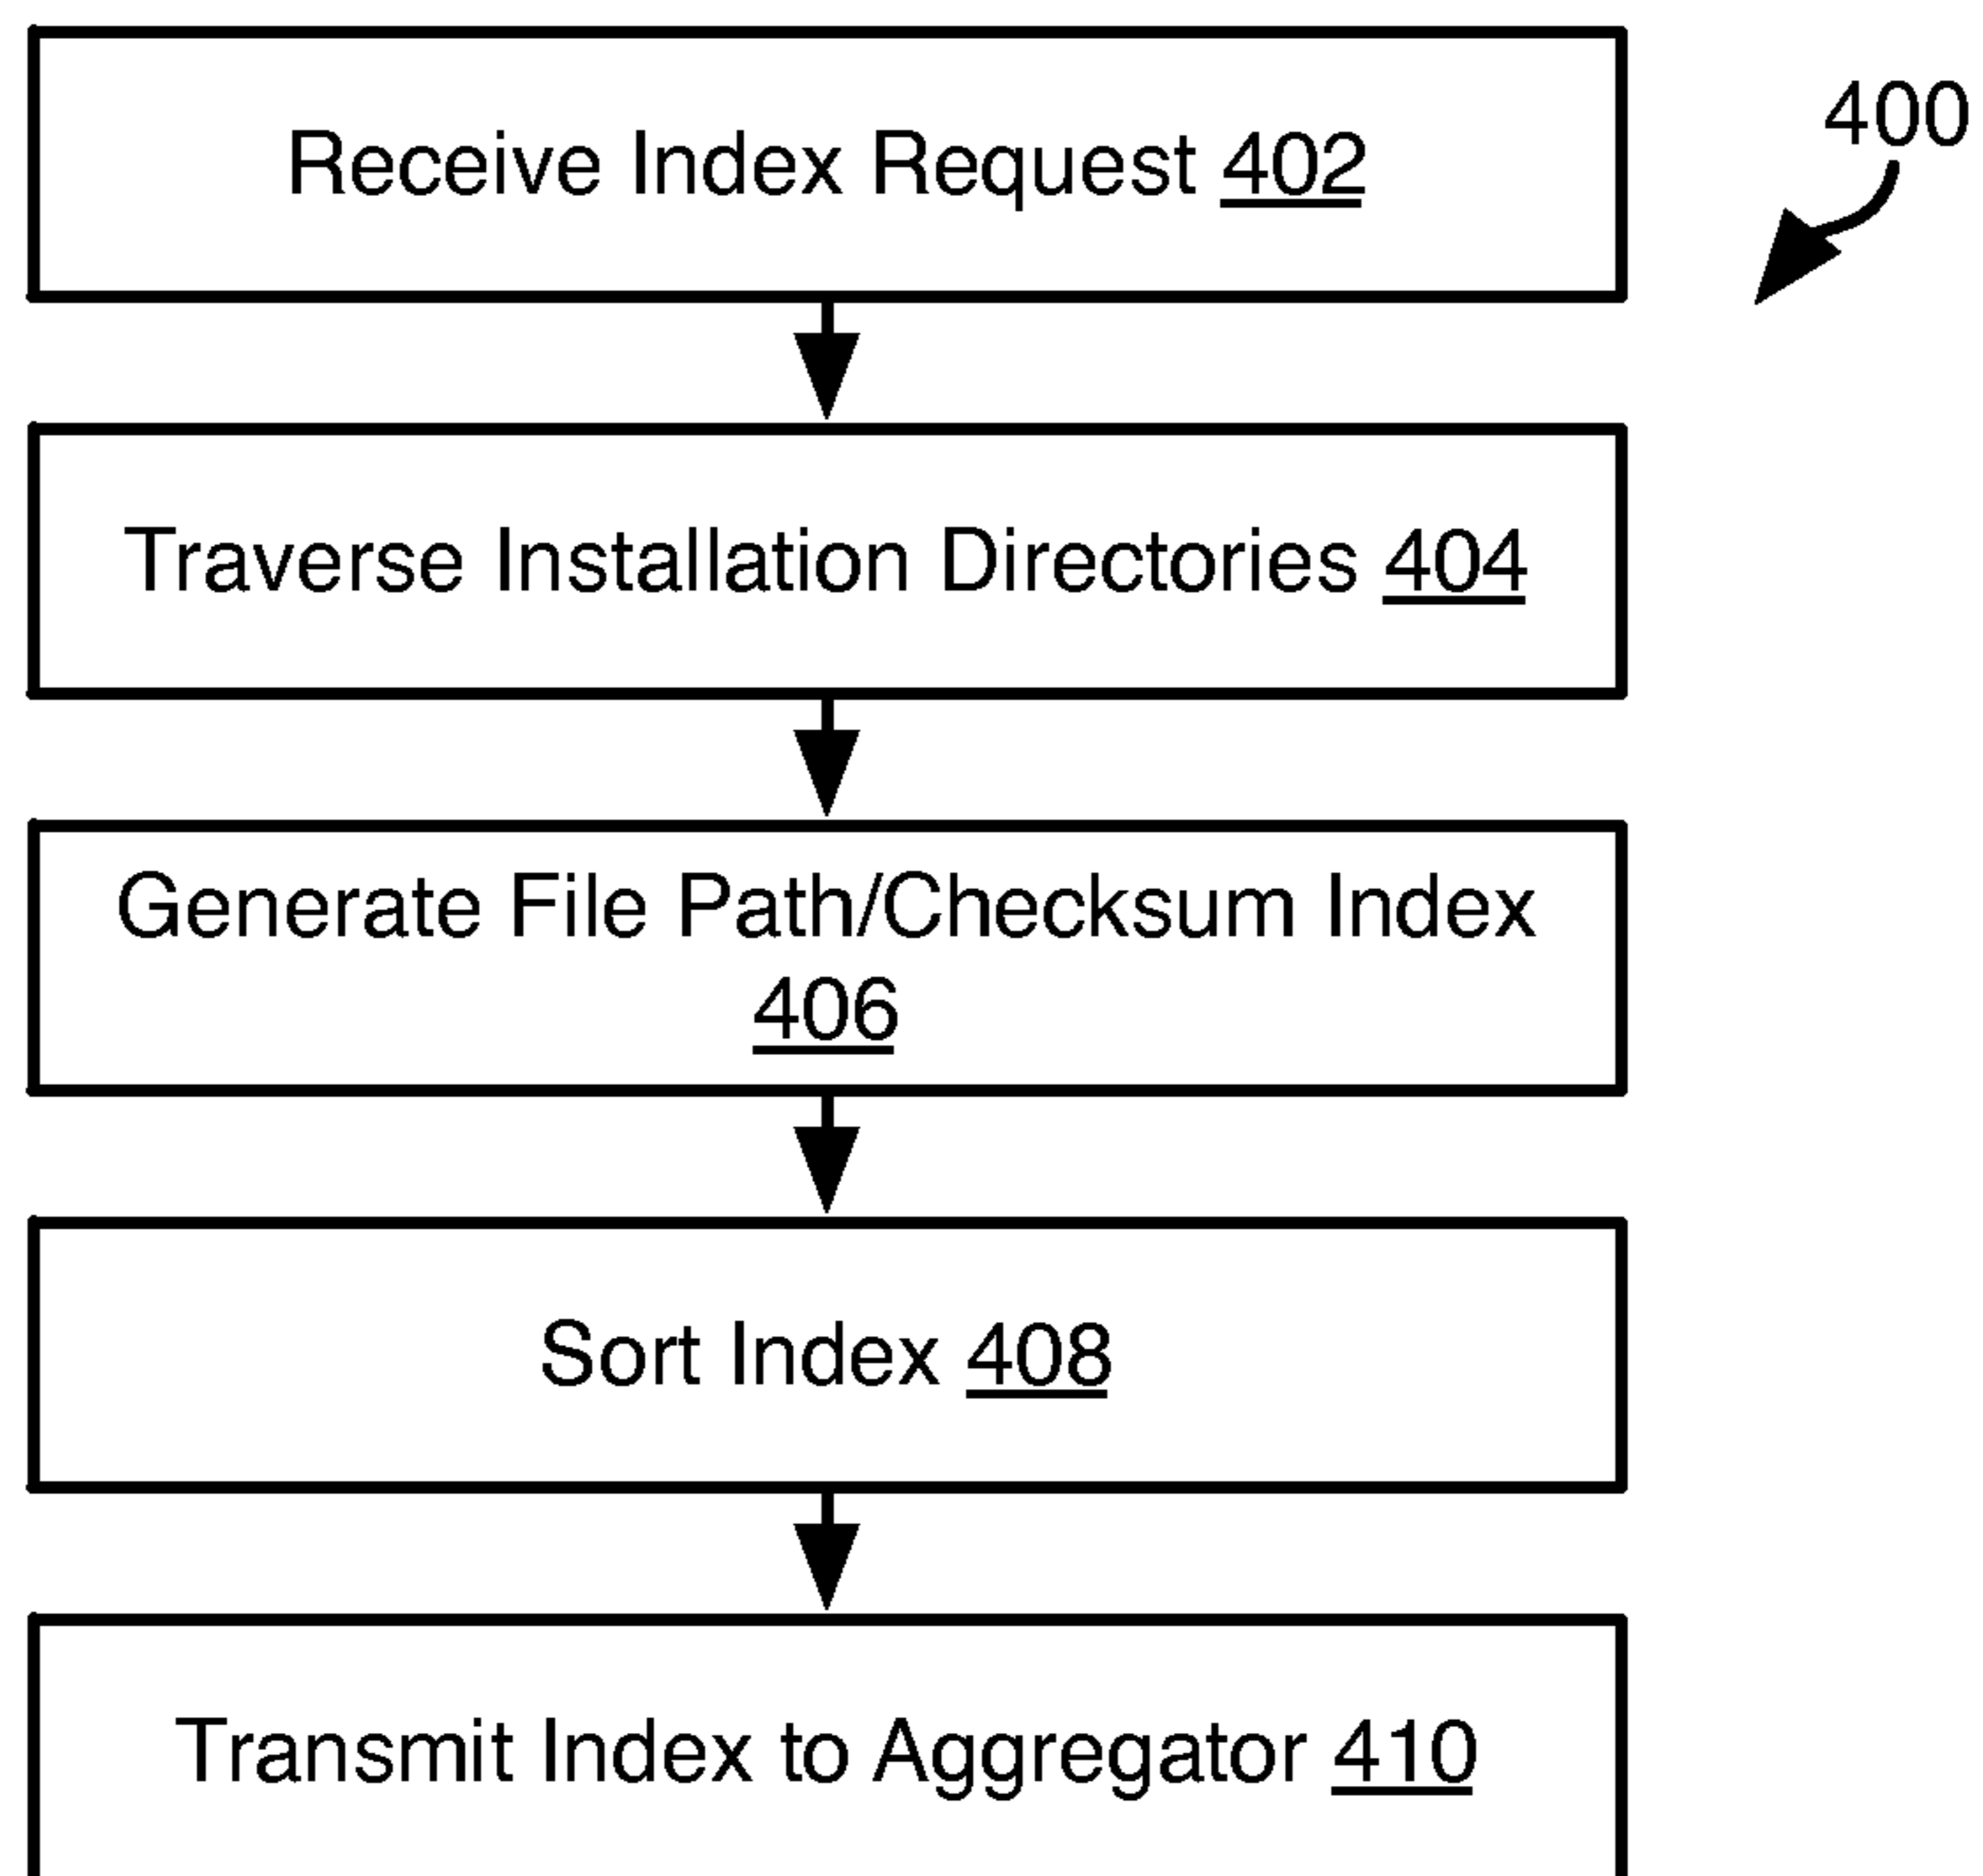 Receive Index Request 402
400
Traverse Installation Directories 404
Generate File Path/Checksum Index
406
Sort Index 408
Transmit Index to Aggregator 410